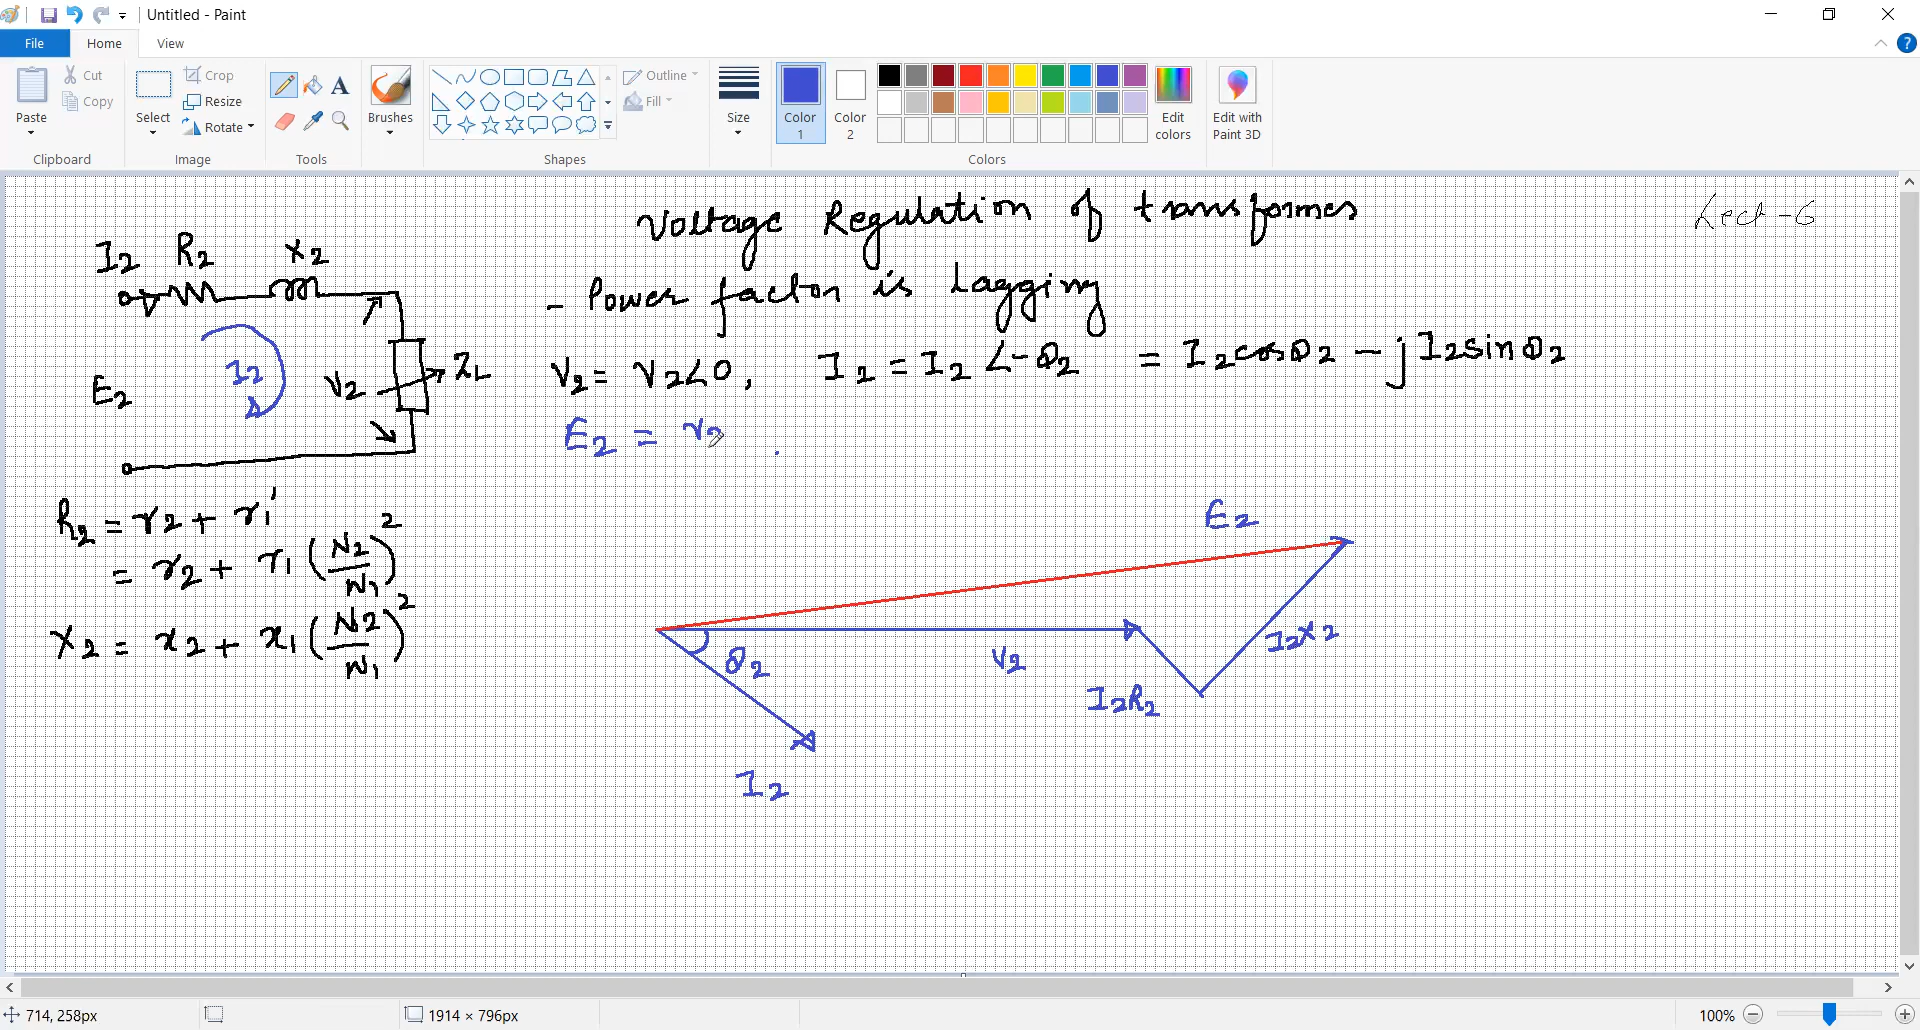 Untitled - Paint
File Home View
Paste
Cut
Copy
Clipboard
Select
Crop
Resize
Rotate
Image
Tools
Brushes
Outline
Fill
Shapes
Size
Color 1
Color 2
Edit colors
Colors
Edit with Paint 3D
Voltage Regulation of transformer
Lect-6
- Power factor is Lagging
V2 = V2∠0, I2 = I2∠-θ2 = I2cosθ2 - j I2sinθ2
E2 = V2
I2 R2 X2
E2 I2 V2 ZL
R2 = r2 + r1'
= r2 + r1 (N2/N1)²
X2 = x2 + x1 (N2/N1)²
E2
θ2
V2
I2X2
I2R2
I2
714, 258px
1914 × 796px
100%